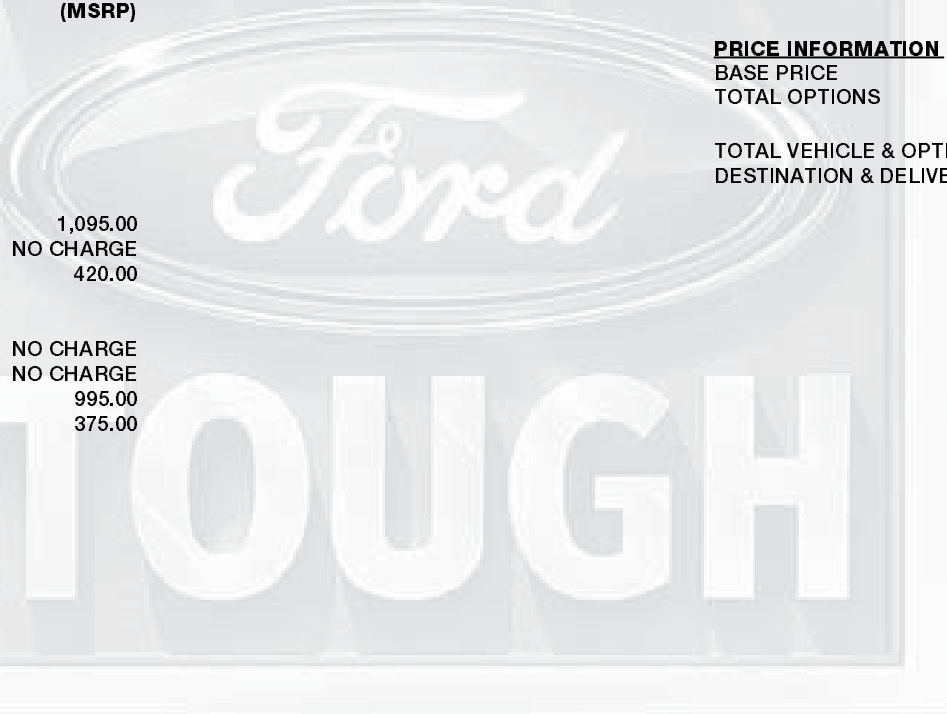 (MSRP)
1,095.00
NO CHARGE
420.00
NO CHARGE
NO CHARGE
995.00
375.00
PRICE INFORMATION
BASE PRICE
TOTAL OPTIONS
TOTAL VEHICLE & OPTI
DESTINATION & DELIVE
Ford
TOUGH